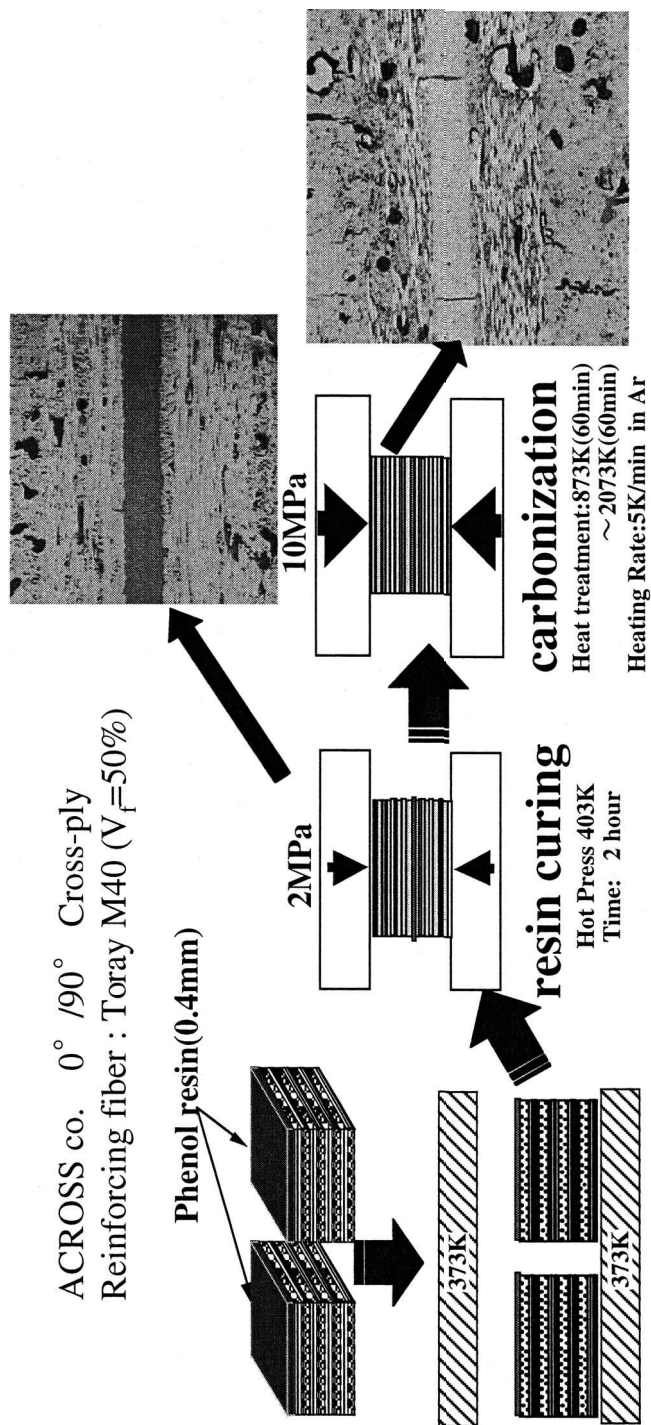 ACROSS co. 0° /90° Cross-ply
Reinforcing fiber : Toray M40 (Vf=50%)
Phenol resin(0.4mm)
373K
373K
2MPa
resin curing
Hot Press 403K
Time: 2 hour
10MPa
carbonization
Heat treatment:873K(60min)
～2073K(60min)
Heating Rate:5K/min in Ar